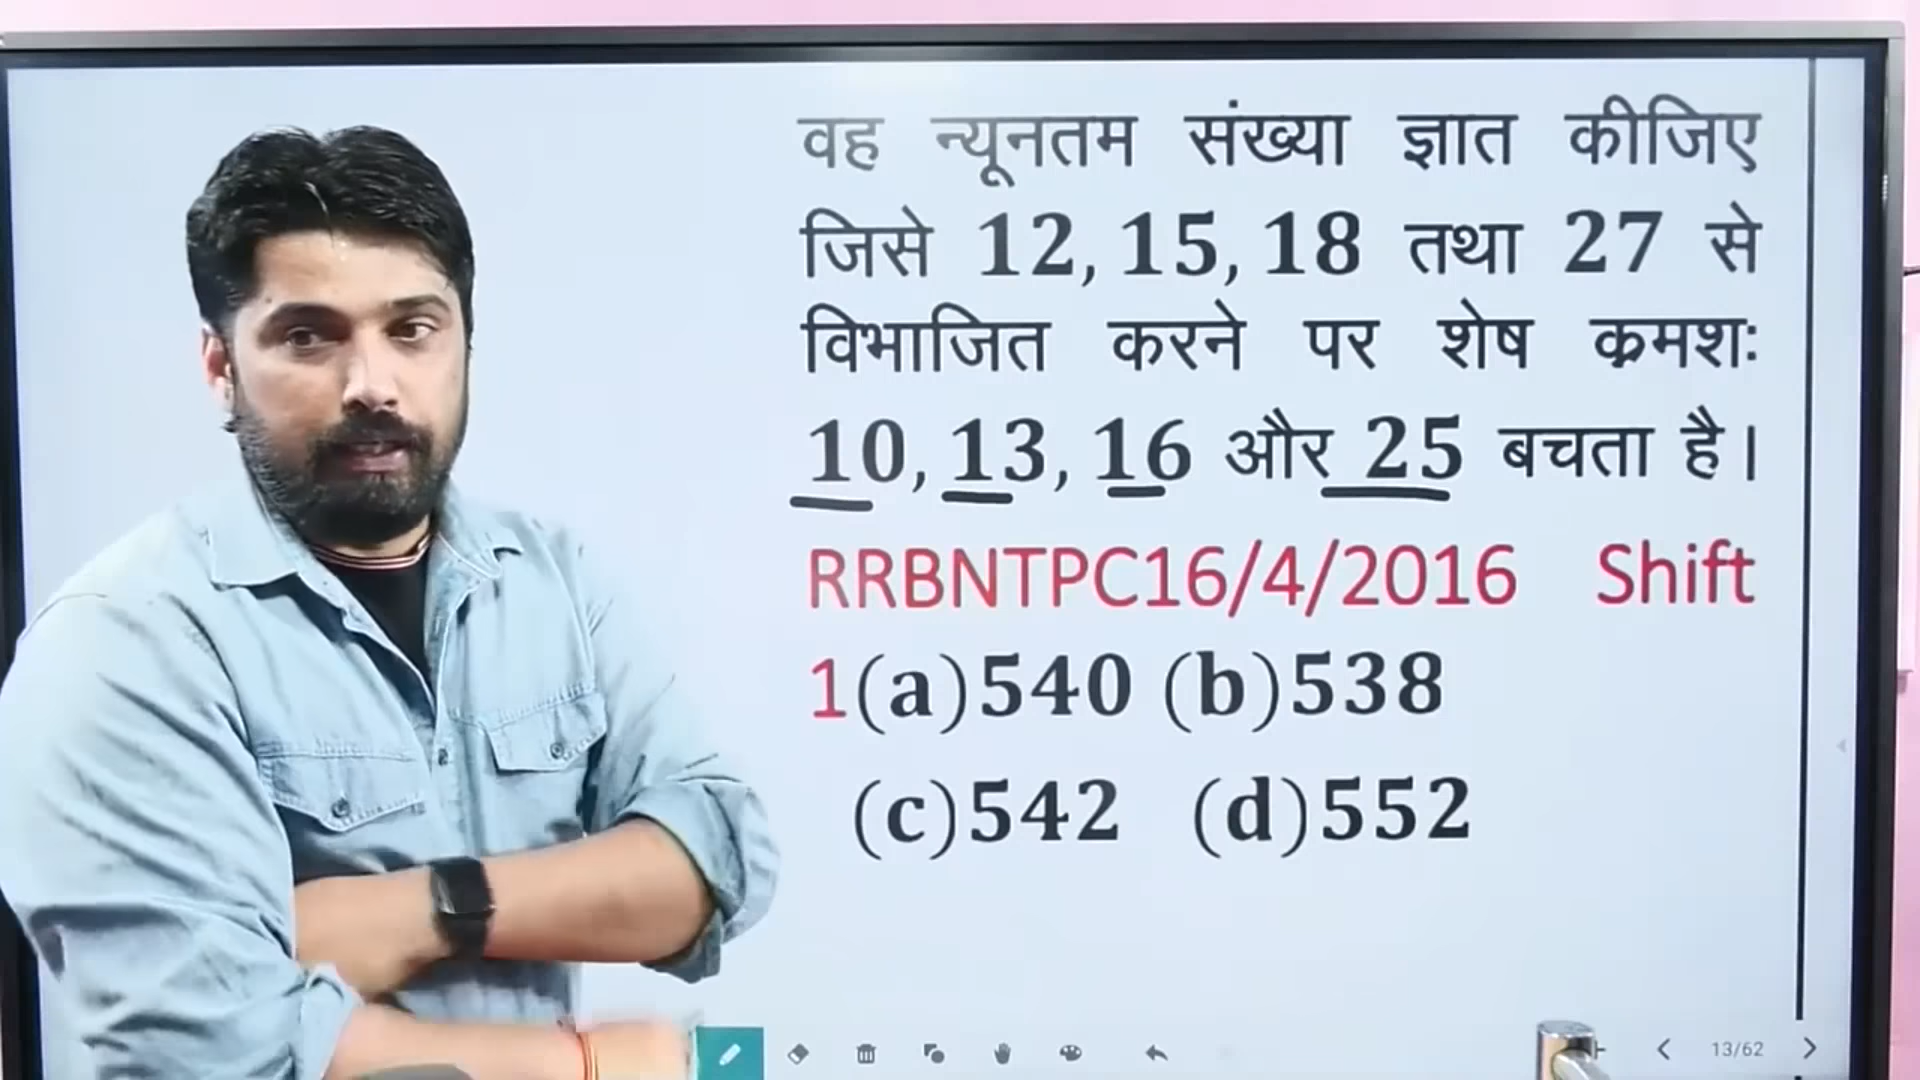 वह न्यूनतम संख्या ज्ञात कीजिए
जिसे 12, 15, 18 तथा 27 से
विभाजित करने पर शेष क्रमशः
10, 13, 16 और 25 बचता है।
RRBNTPC16/4/2016 Shift
1(a)540 (b)538
(c)542 (d)552
13/62